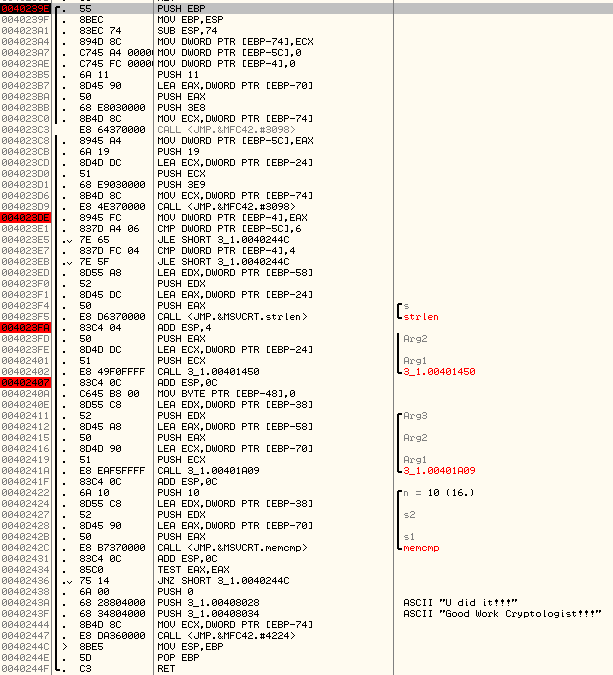 0040239E 55 PUSH EBP
0040239F 8BEC MOV EBP,ESP
004023A1 83EC 74 SUB ESP,74
004023A4 894D 8C MOV DWORD PTR [EBP-74],ECX
004023A7 C745 A4 0000 MOV DWORD PTR [EBP-5C],0
004023AE C745 FC 0000 MOV DWORD PTR [EBP-4],0
004023B5 6A 11 PUSH 11
004023B7 8D45 90 LEA EAX,DWORD PTR [EBP-70]
004023BA 50 PUSH EAX
004023BB 68 E8030000 PUSH 3E8
004023C0 8B4D 8C MOV ECX,DWORD PTR [EBP-74]
004023C3 E8 64370000 CALL <JMP.&MFC42.#3098>
004023C8 8945 A4 MOV DWORD PTR [EBP-5C],EAX
004023CB 6A 19 PUSH 19
004023CD 8D4D DC LEA ECX,DWORD PTR [EBP-24]
004023D0 51 PUSH ECX
004023D1 68 E9030000 PUSH 3E9
004023D6 8B4D 8C MOV ECX,DWORD PTR [EBP-74]
004023D9 E8 4E370000 CALL <JMP.&MFC42.#3098>
004023DE 8945 FC MOV DWORD PTR [EBP-4],EAX
004023E1 837D A4 06 CMP DWORD PTR [EBP-5C],6
004023E5 7E 65 JLE SHORT 3_1.0040244C
004023E7 837D FC 04 CMP DWORD PTR [EBP-4],4
004023EB 7E 5F JLE SHORT 3_1.0040244C
004023ED 8D55 A8 LEA EDX,DWORD PTR [EBP-58]
004023F0 52 PUSH EDX
004023F1 8D45 DC LEA EAX,DWORD PTR [EBP-24]
004023F4 50 PUSH EAX s
004023F5 E8 D6370000 CALL <JMP.&MSVCRT.strlen> strlen
004023FA 83C4 04 ADD ESP,4
004023FD 50 PUSH EAX Arg2
004023FE 8D4D DC LEA ECX,DWORD PTR [EBP-24]
00402401 51 PUSH ECX Arg1
00402402 E8 49F0FFFF CALL 3_1.00401450 3_1.00401450
00402407 83C4 0C ADD ESP,0C
0040240A C645 B8 00 MOV BYTE PTR [EBP-48],0
0040240E 8D55 C8 LEA EDX,DWORD PTR [EBP-38]
00402411 52 PUSH EDX Arg3
00402412 8D45 A8 LEA EAX,DWORD PTR [EBP-58]
00402415 50 PUSH EAX Arg2
00402416 8D4D 90 LEA ECX,DWORD PTR [EBP-70]
00402419 51 PUSH ECX Arg1
0040241A E8 EAF5FFFF CALL 3_1.00401A09 3_1.00401A09
0040241F 83C4 0C ADD ESP,0C
00402422 6A 10 PUSH 10 n = 10 (16.)
00402424 8D55 C8 LEA EDX,DWORD PTR [EBP-38]
00402427 52 PUSH EDX s2
00402428 8D45 90 LEA EAX,DWORD PTR [EBP-70]
0040242B 50 PUSH EAX s1
0040242C E8 B7370000 CALL <JMP.&MSVCRT.memcmp> memcmp
00402431 83C4 0C ADD ESP,0C
00402434 85C0 TEST EAX,EAX
00402436 75 14 JNZ SHORT 3_1.0040244C
00402438 6A 00 PUSH 0
0040243A 68 28804000 PUSH 3_1.00408028 ASCII "U did it!!!"
0040243F 68 34804000 PUSH 3_1.00408034 ASCII "Good Work Cryptologist!!!"
00402444 8B4D 8C MOV ECX,DWORD PTR [EBP-74]
00402447 E8 DA360000 CALL <JMP.&MFC42.#4224>
0040244C > 8BE5 MOV ESP,EBP
0040244E 5D POP EBP
0040244F C3 RET